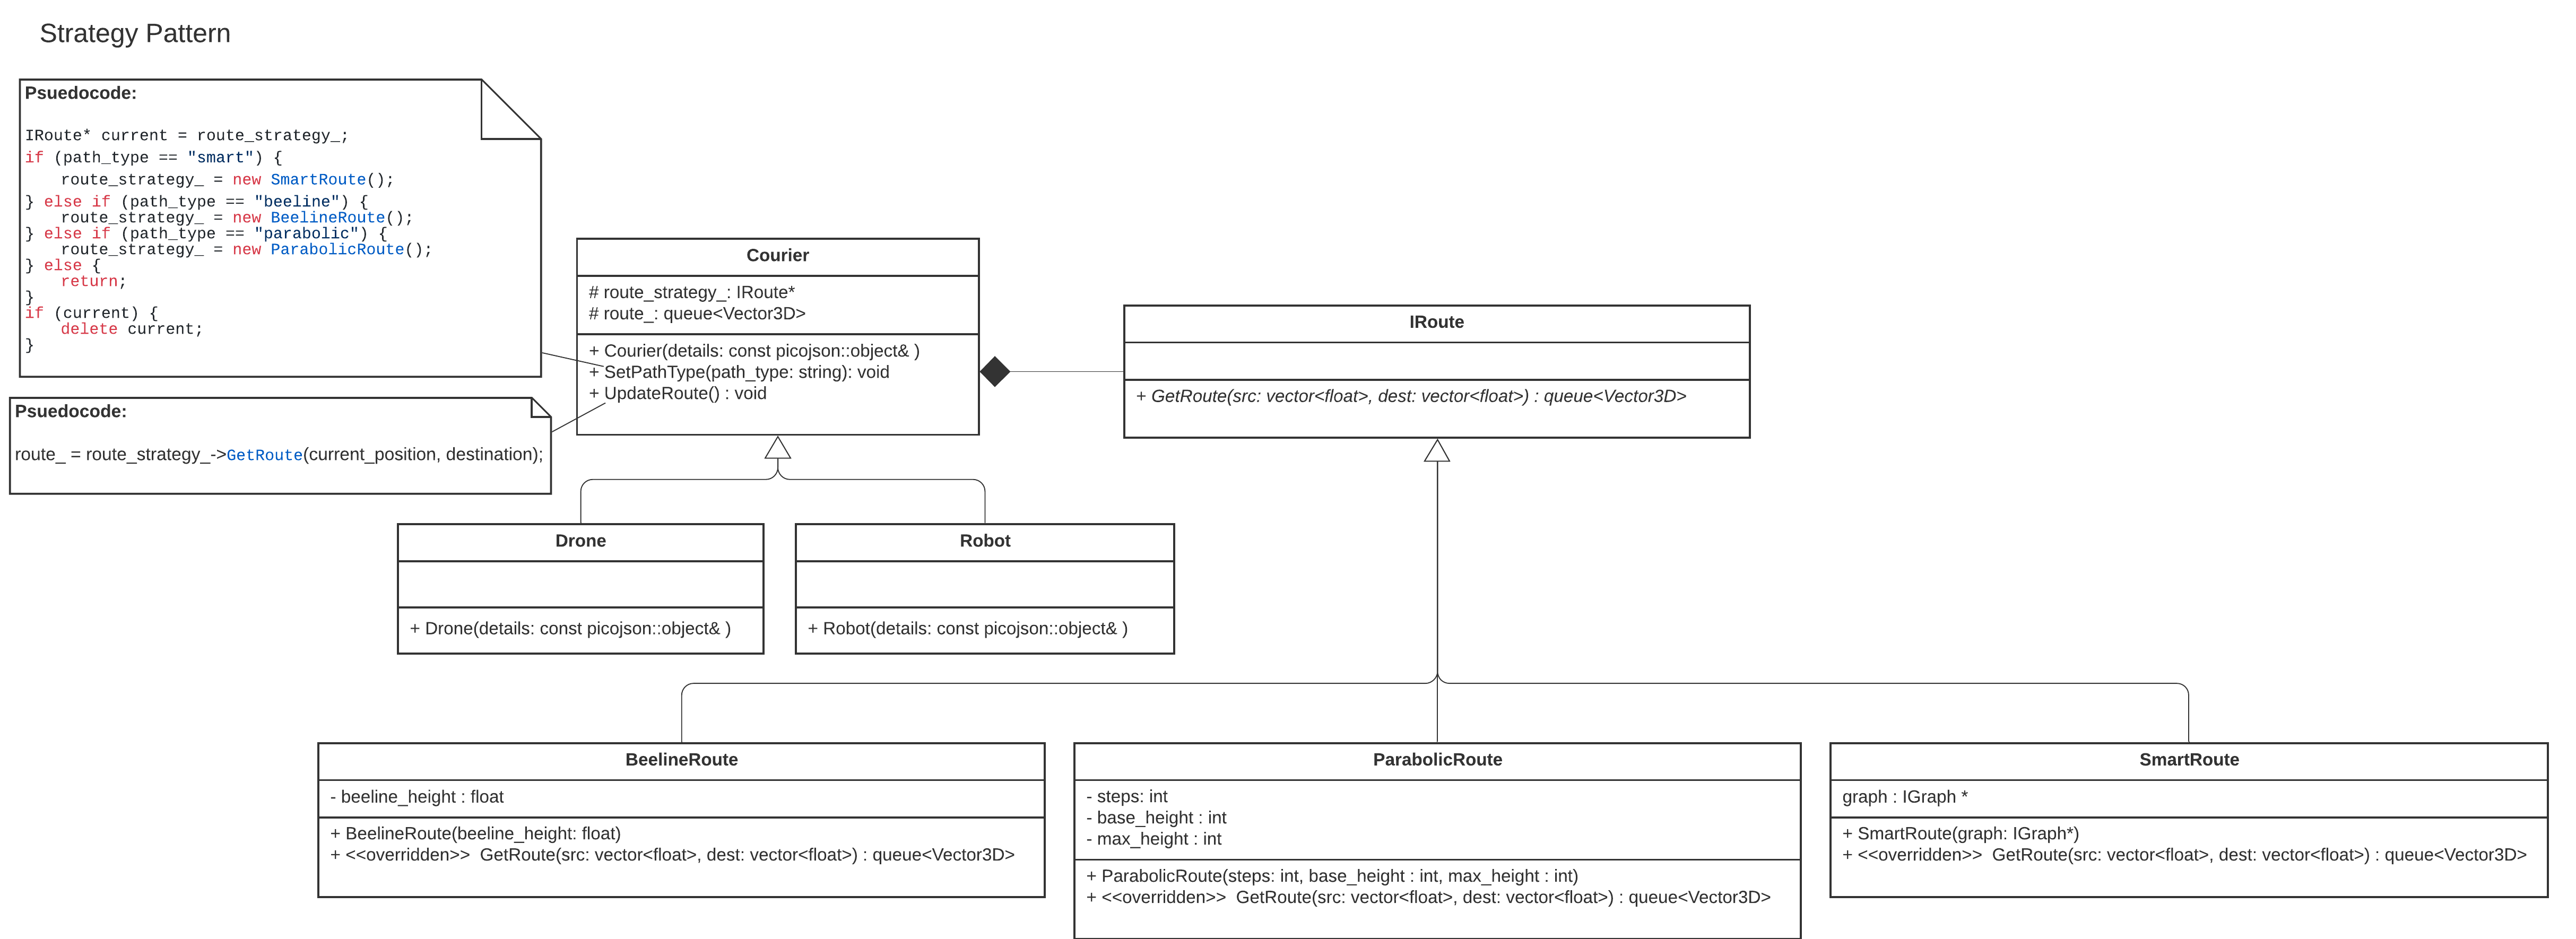 Strategy Pattern
Psuedocode:
IRoute* current = route_strategy_;
if (path_type == "smart") {
route_strategy_ = new SmartRoute();
} else if (path_type == "beeline") {
route_strategy_ = new BeelineRoute();
} else if (path_type == "parabolic") {
route_strategy_ = new ParabolicRoute();
} else {
return;
}
if (current) {
delete current;
}
Psuedocode:
route_ = route_strategy_->GetRoute(current_position, destination);
Courier
# route_strategy_: IRoute*
# route_: queue<Vector3D>
+ Courier(details: const picojson::object& )
+ SetPathType(path_type: string): void
+ UpdateRoute() : void
IRoute
+ GetRoute(src: vector<float>, dest: vector<float>) : queue<Vector3D>
Drone
+ Drone(details: const picojson::object& )
Robot
+ Robot(details: const picojson::object& )
BeelineRoute
- beeline_height : float
+ BeelineRoute(beeline_height: float)
+ <<overridden>>  GetRoute(src: vector<float>, dest: vector<float>) : queue<Vector3D>
ParabolicRoute
- steps: int
- base_height : int
- max_height : int
+ ParabolicRoute(steps: int, base_height : int, max_height : int)
+ <<overridden>>  GetRoute(src: vector<float>, dest: vector<float>) : queue<Vector3D>
SmartRoute
graph : IGraph *
+ SmartRoute(graph: IGraph*)
+ <<overridden>>  GetRoute(src: vector<float>, dest: vector<float>) : queue<Vector3D>